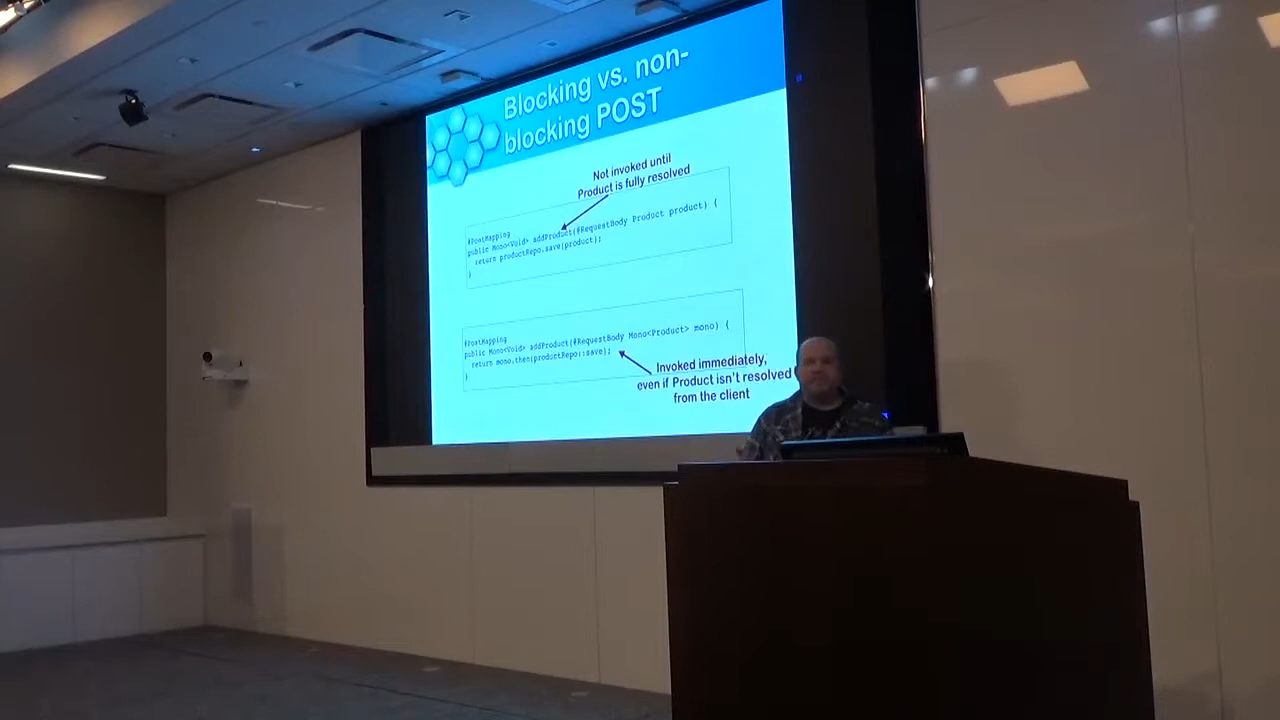 Blocking vs. non-
blocking POST
Not invoked until
Product is fully resolved
@PostMapping
public Mono<Void> addProduct(@RequestBody Product product) {
return productRepo.save(product);
}
@PostMapping
public Mono<Void> addProduct(@RequestBody Mono<Product> mono) {
return mono.then(productRepo::save);
}
Invoked immediately,
even if Product isn't resolved
from the client